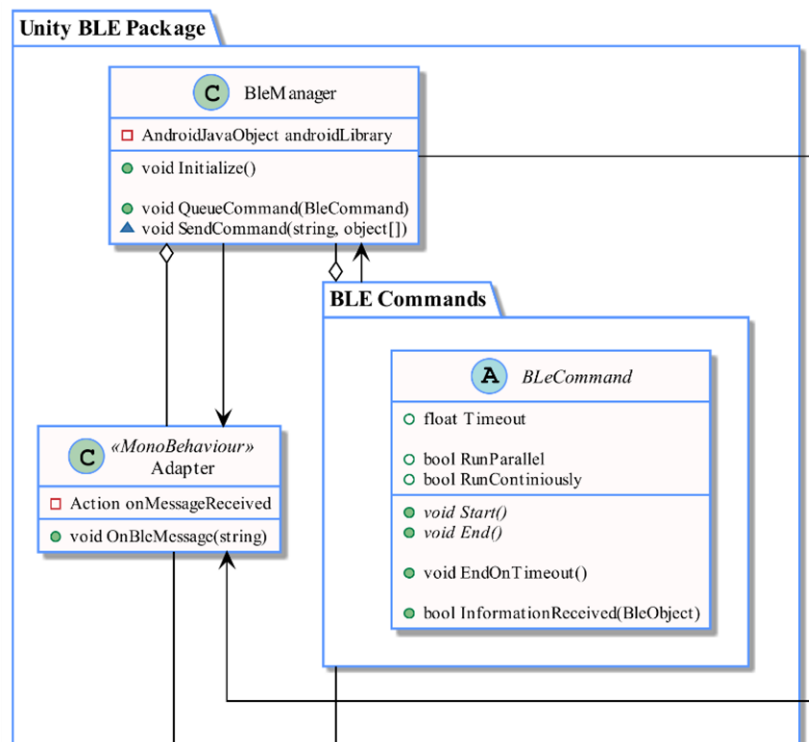 Unity BLE Package
C BleManager
AndroidJavaObject androidLibrary
void Initialize()
void QueueCommand(BleCommand)
void SendCommand(string, object[])
BLE Commands
A BLeCommand
float Timeout
bool RunParallel
bool RunContiniously
void Start()
void End()
void EndOnTimeout()
bool InformationReceived(BleObject)
«MonoBehaviour»
C Adapter
Action onMessageReceived
void OnBleMessage(string)